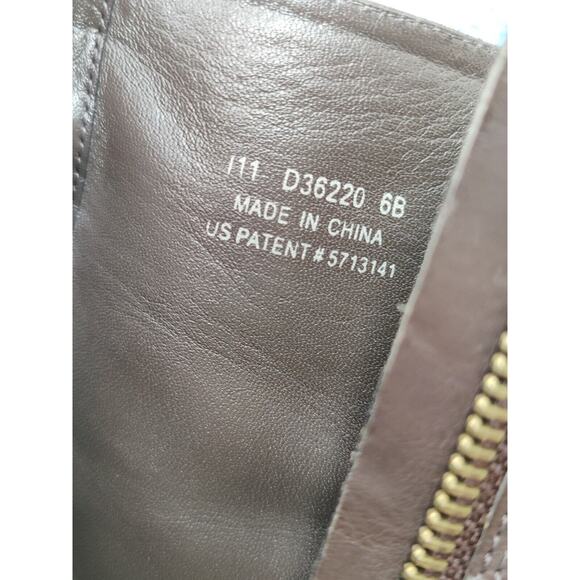 I11 D36220 6B
MADE IN CHINA
US PATENT # 5713141